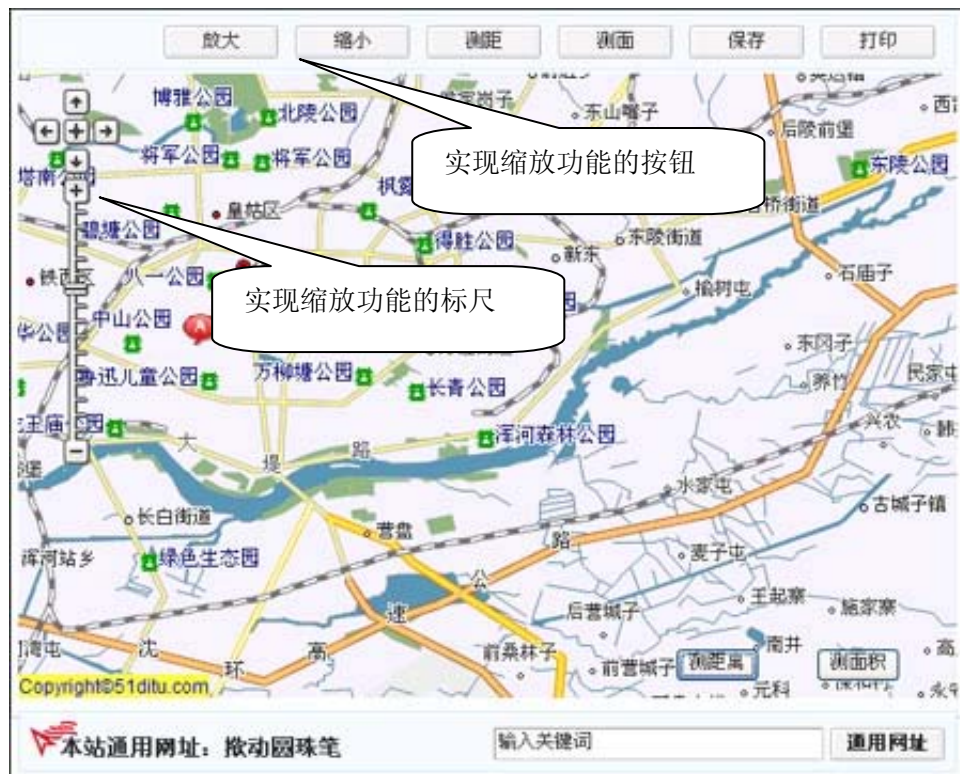 放大 缩小 测距 测面 保存 打印
博雅公园
北陵公园
东山嘴子
后陵前堡
将军公园
将军公园
实现缩放功能的按钮
东陵公园
皇姑区
碧塘公园
得胜公园
新东
东陵街道
铁西区
八一公园
石庙子
榆树屯
实现缩放功能的标尺
中山公园
A
东冈子
养竹
鲁迅儿童公园
万柳塘公园
长青公园
兴农
大堤路
浑河森林公园
水家屯
古城子镇
长白街道
营盘
浑河站乡
绿色生态园
路
公
速
高
环
沈
麦子屯
王起寨
施家寨
后营城子
南井
前桑林子
前营城子
测距离
测面积
元科
Copyright©51ditu.com
本站通用网址：揿动圆珠笔
输入关键词
通用网址